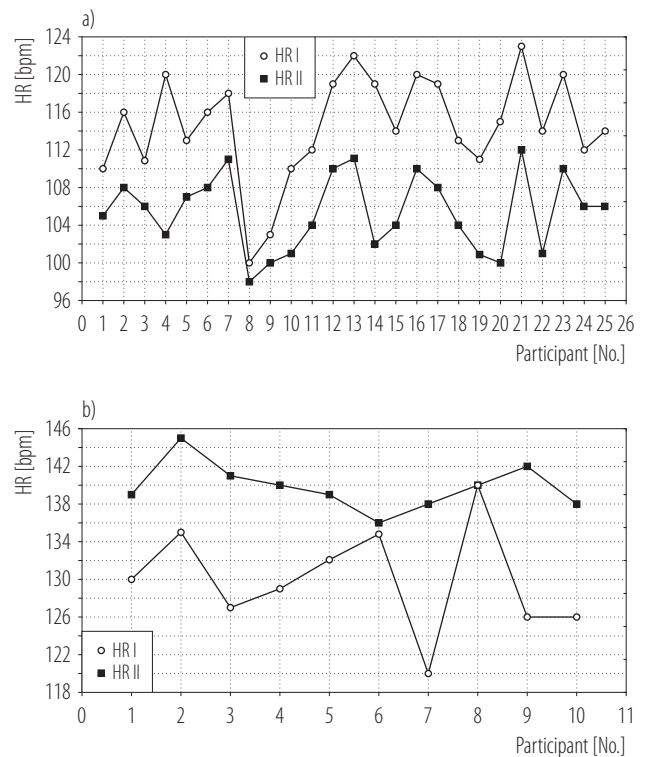 a)
HR [bpm]
124
120
116
112
108
104
100
96
HR I
HR II
0 1 2 3 4 5 6 7 8 9 10 11 12 13 14 15 16 17 18 19 20 21 22 23 24 25 26
Participant [No.]
b)
HR [bpm]
146
142
138
134
130
126
122
118
HR I
HR II
0 1 2 3 4 5 6 7 8 9 10 11
Participant [No.]